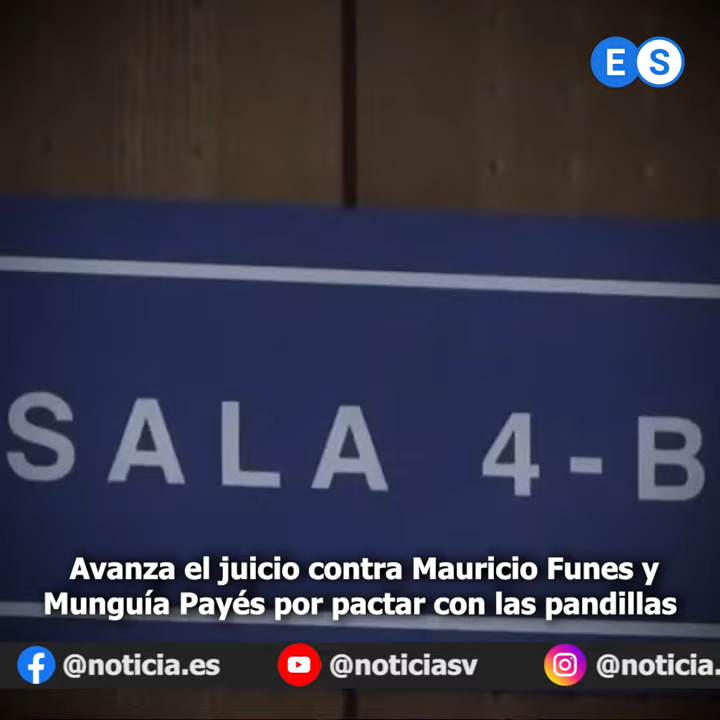 ES
SALA 4-B
Avanza el juicio contra Mauricio Funes y
Munguía Payés por pactar con las pandillas
@noticia.es @noticiasv @noticia.